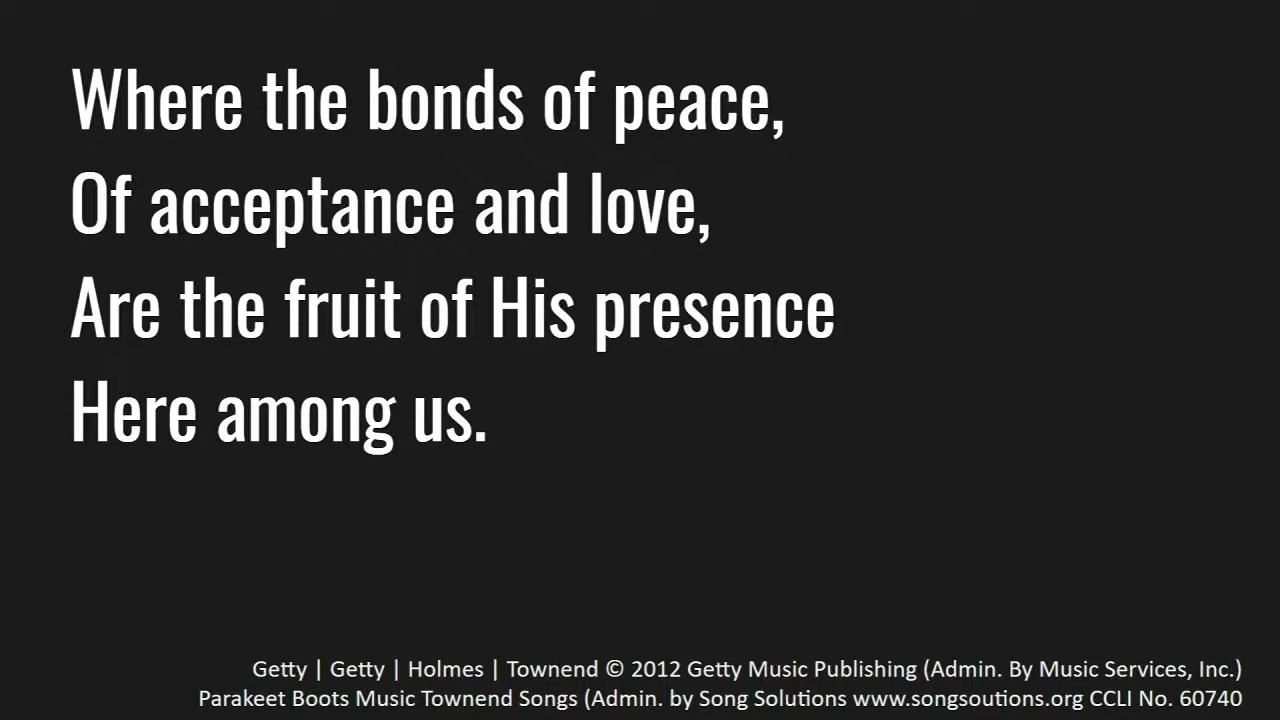 Where the bonds of peace,
Of acceptance and love,
Are the fruit of His presence
Here among us.
Getty | Getty | Holmes | Townend © 2012 Getty Music Publishing (Admin. By Music Services, Inc.)
Parakeet Boots Music Townend Songs (Admin. by Song Solutions www.songsoutions.org CCLI No. 60740